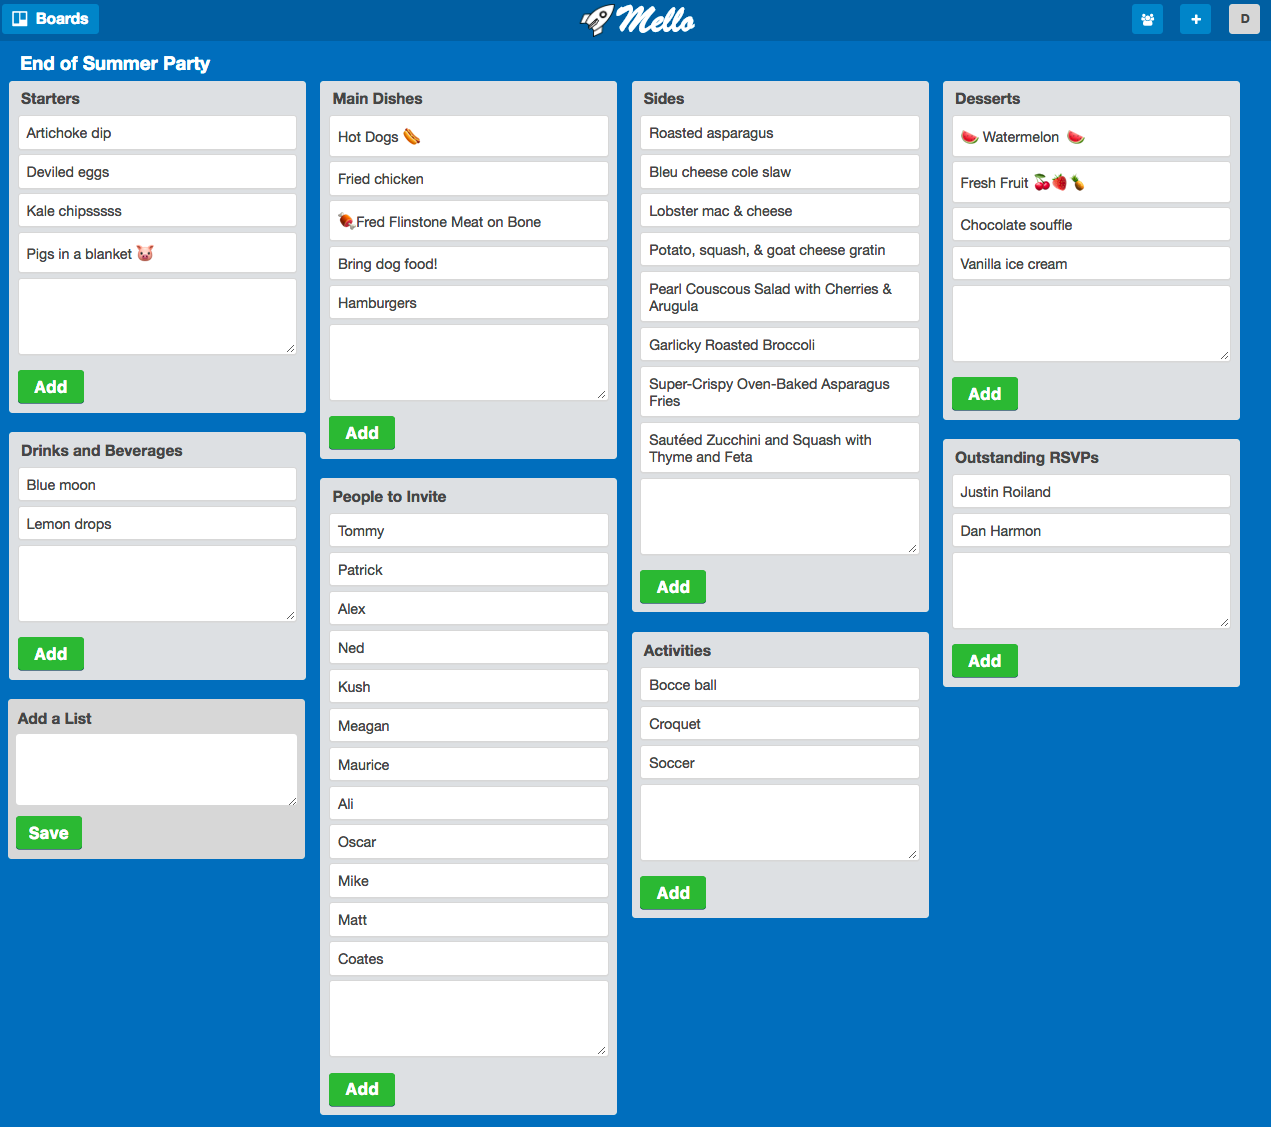 Boards
Mello
D
End of Summer Party
Starters
Artichoke dip
Deviled eggs
Kale chipsssss
Pigs in a blanket 🐷
Add
Drinks and Beverages
Blue moon
Lemon drops
Add
Add a List
Save
Main Dishes
Hot Dogs 🌭
Fried chicken
🍖Fred Flinstone Meat on Bone
Bring dog food!
Hamburgers
Add
People to Invite
Tommy
Patrick
Alex
Ned
Kush
Meagan
Maurice
Ali
Oscar
Mike
Matt
Coates
Add
Sides
Roasted asparagus
Bleu cheese cole slaw
Lobster mac & cheese
Potato, squash, & goat cheese gratin
Pearl Couscous Salad with Cherries &
Arugula
Garlicky Roasted Broccoli
Super-Crispy Oven-Baked Asparagus
Fries
Sautéed Zucchini and Squash with
Thyme and Feta
Add
Activities
Bocce ball
Croquet
Soccer
Add
Desserts
🍉 Watermelon 🍉
Fresh Fruit 🍒🍓🍍
Chocolate souffle
Vanilla ice cream
Add
Outstanding RSVPs
Justin Roiland
Dan Harmon
Add